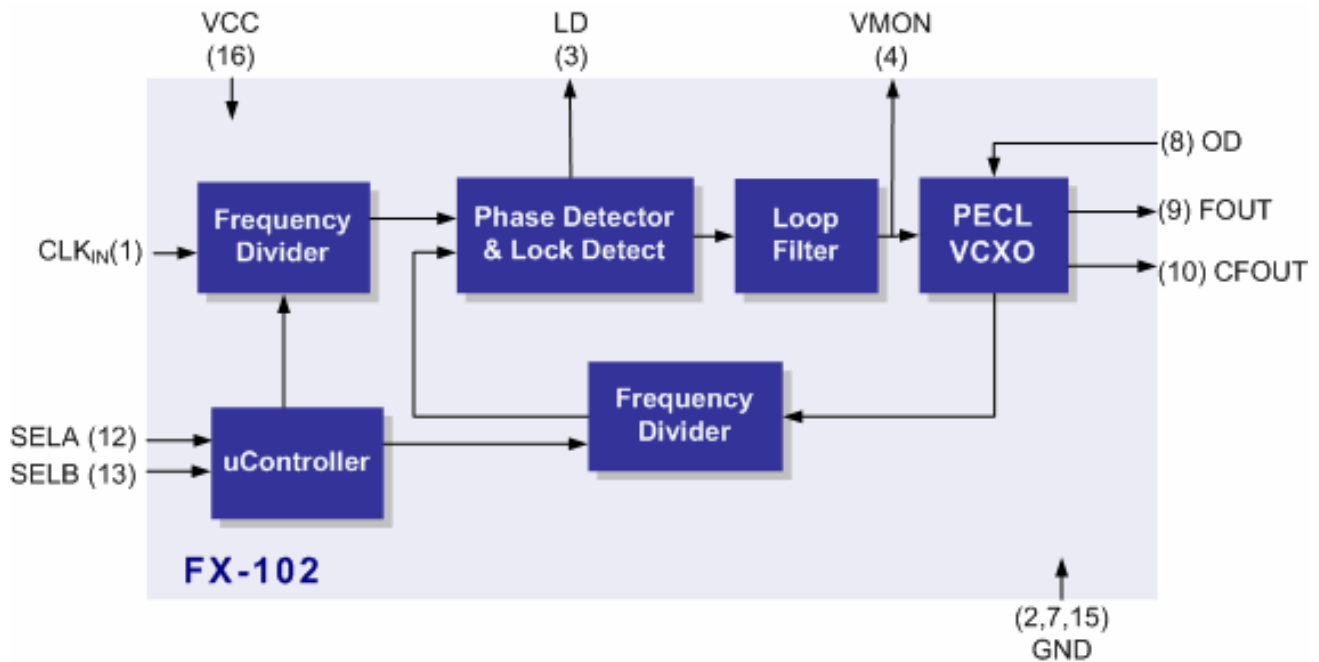 VCC
(16)
LD
(3)
VMON
(4)
(8) OD
Frequency
Divider
Phase Detector
& Lock Detect
Loop
Filter
PECL
VCXO
(9) FOUT
(10) CFOUT
CLKIN(1)
Frequency
Divider
SELA (12)
SELB (13)
uController
FX-102
(2,7,15)
GND